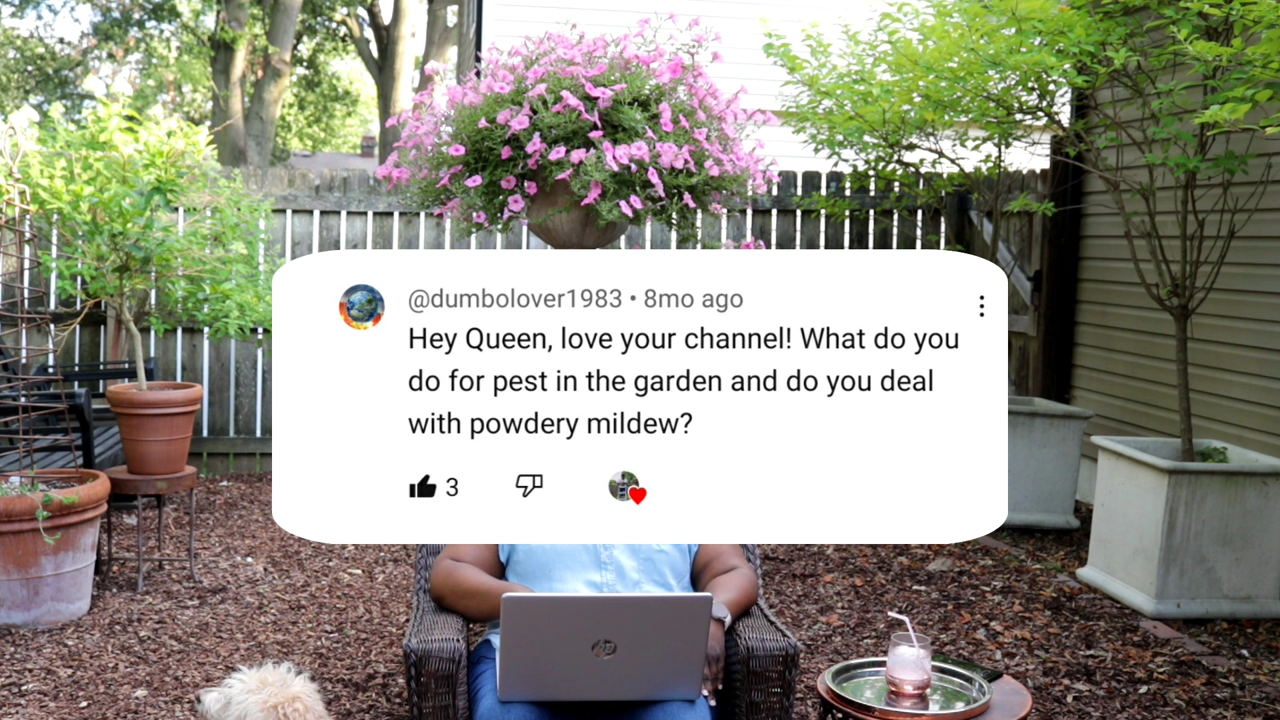 @dumbolover1983 • 8mo ago
Hey Queen, love your channel! What do you
do for pest in the garden and do you deal
with powdery mildew?
3
hp